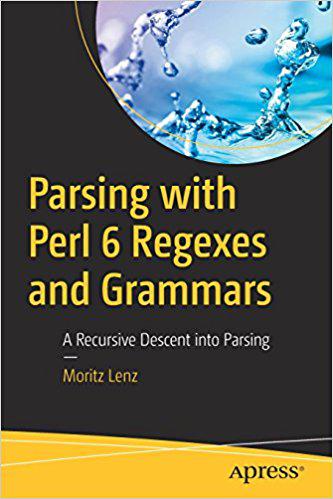 Parsing with
Perl 6 Regexes
and Grammars
A Recursive Descent into Parsing
—
Moritz Lenz
Apress®